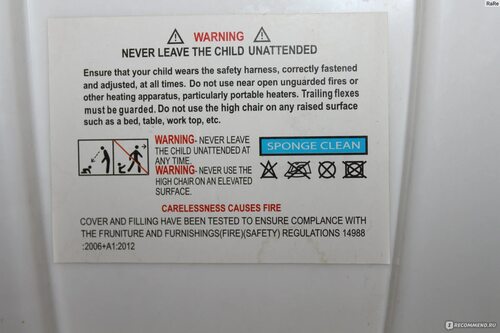 RaRe
WARNING
NEVER LEAVE THE CHILD UNATTENDED
Ensure that your child wears the safety harness, correctly fastened
and adjusted, at all times. Do not use near open unguarded fires or
other heating apparatus, particularly portable heaters. Trailing flexes
must be guarded. Do not use the high chair on any raised surface
such as a bed, table, work top, etc.
WARNING- NEVER LEAVE
THE CHILD UNATTENDED AT
ANY TIME.
WARNING- NEVER USE THE
HIGH CHAIR ON AN ELEVATED
SURFACE.
SPONGE CLEAN
CARELESSNESS CAUSES FIRE
COVER AND FILLING HAVE BEEN TESTED TO ENSURE COMPLANCE WITH
THE FRUNITURE AND FURNISHINGS(FIRE)(SAFETY) REGULATIONS 14988
:2006+A1:2012
IRECOMMEND.RU